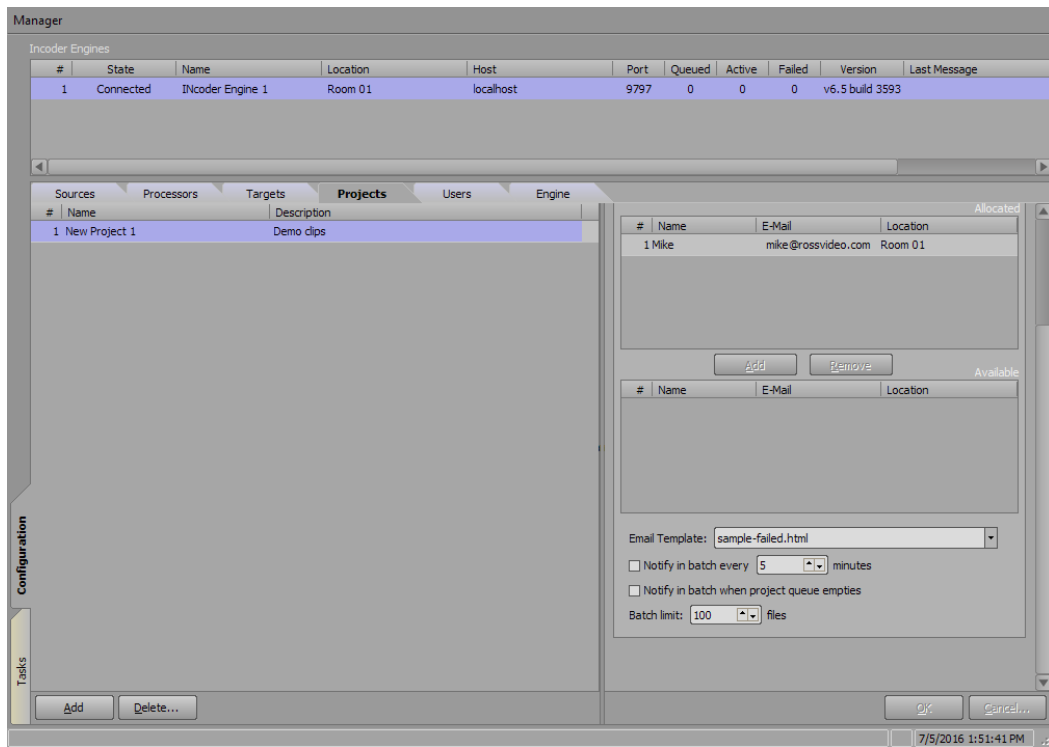 Manager
Incoder Engines
# State Name Location Host Port Queued Active Failed Version Last Message
1 Connected INcoder Engine 1 Room 01 localhost 9797 0 0 0 v6.5 build 3593
Sources Processors Targets Projects Users Engine
# Name Description
1 New Project 1 Demo clips
Allocated
# Name E-Mail Location
1 Mike mike@rossvideo.com Room 01
Add Remove
Available
# Name E-Mail Location
Email Template: sample-failed.html
Notify in batch every 5 minutes
Notify in batch when project queue empties
Batch limit: 100 files
Configuration
Tasks
Add Delete... OK Cancel...
7/5/2016 1:51:41 PM